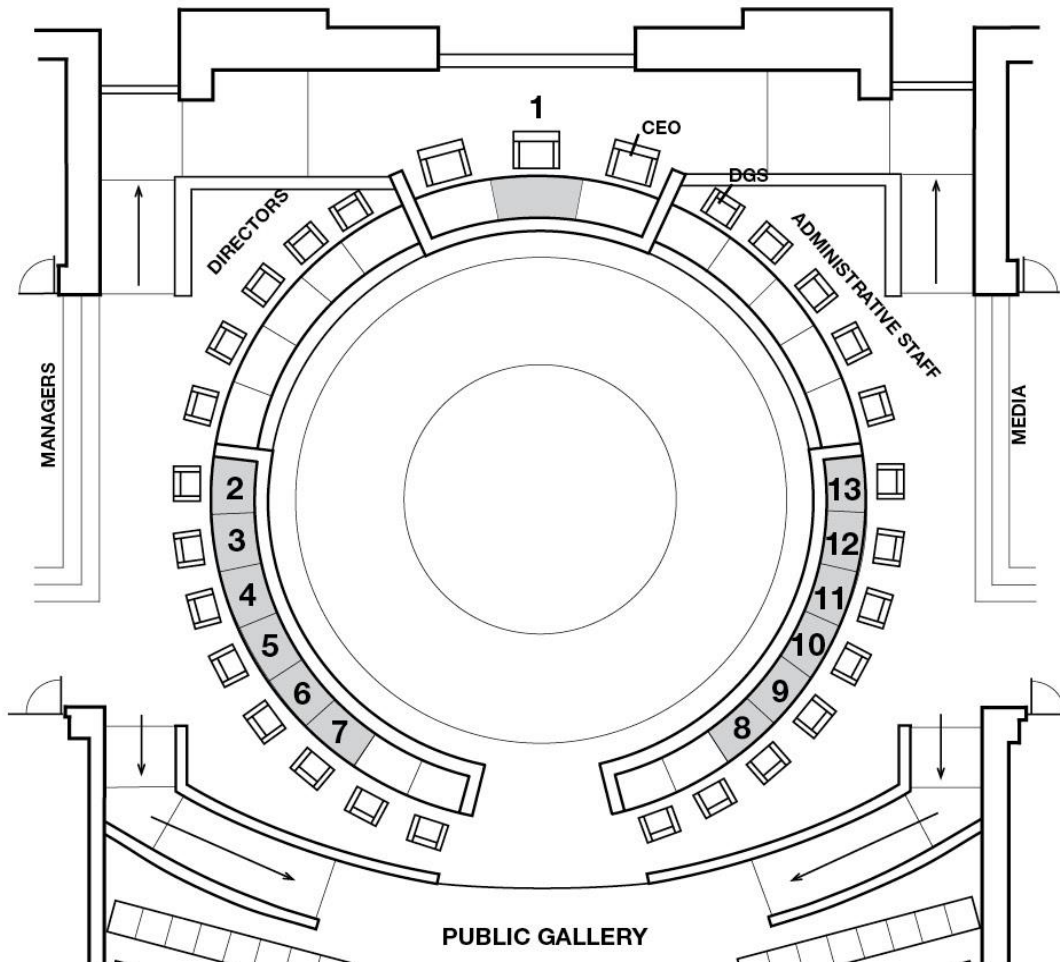 1
CEO
DGS
DIRECTORS
ADMINISTRATIVE STAFF
MANAGERS
MEDIA
2
13
3
12
4
11
5
10
6
9
7
8
PUBLIC GALLERY